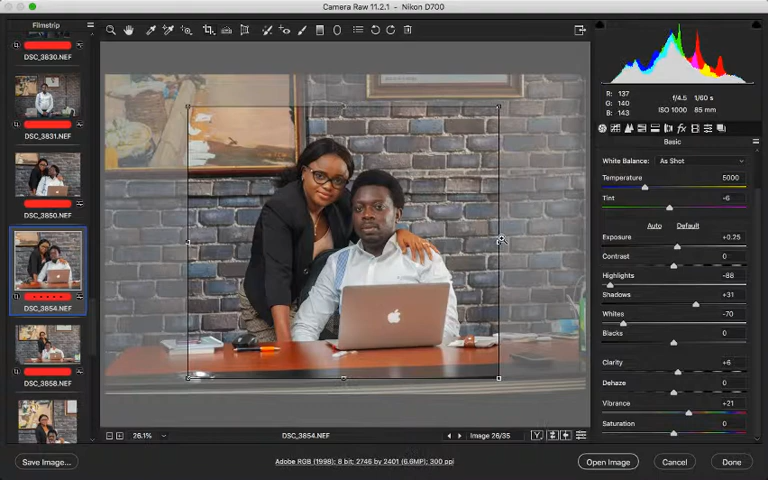 Camera Raw 11.2.1 - Nikon D700
Filmstrip
DSC_3830.NEF
DSC_3831.NEF
DSC_3850.NEF
DSC_3854.NEF
DSC_3858.NEF
R: 137
G: 140
B: 143
f/4.5 1/60 s
ISO 1000 85 mm
fx
Basic
White Balance: As Shot
Temperature 5000
Tint -6
Auto Default
Exposure +0.25
Contrast 0
Highlights -88
Shadows +31
Whites -70
Blacks 0
Clarity +6
Dehaze 0
Vibrance +21
Saturation 0
26.1%
DSC_3854.NEF
Image 26/35
Y
Save Image...
Adobe RGB (1998); 8 bit; 2746 by 2401 (6.6MP); 300 ppi
Open Image
Cancel
Done